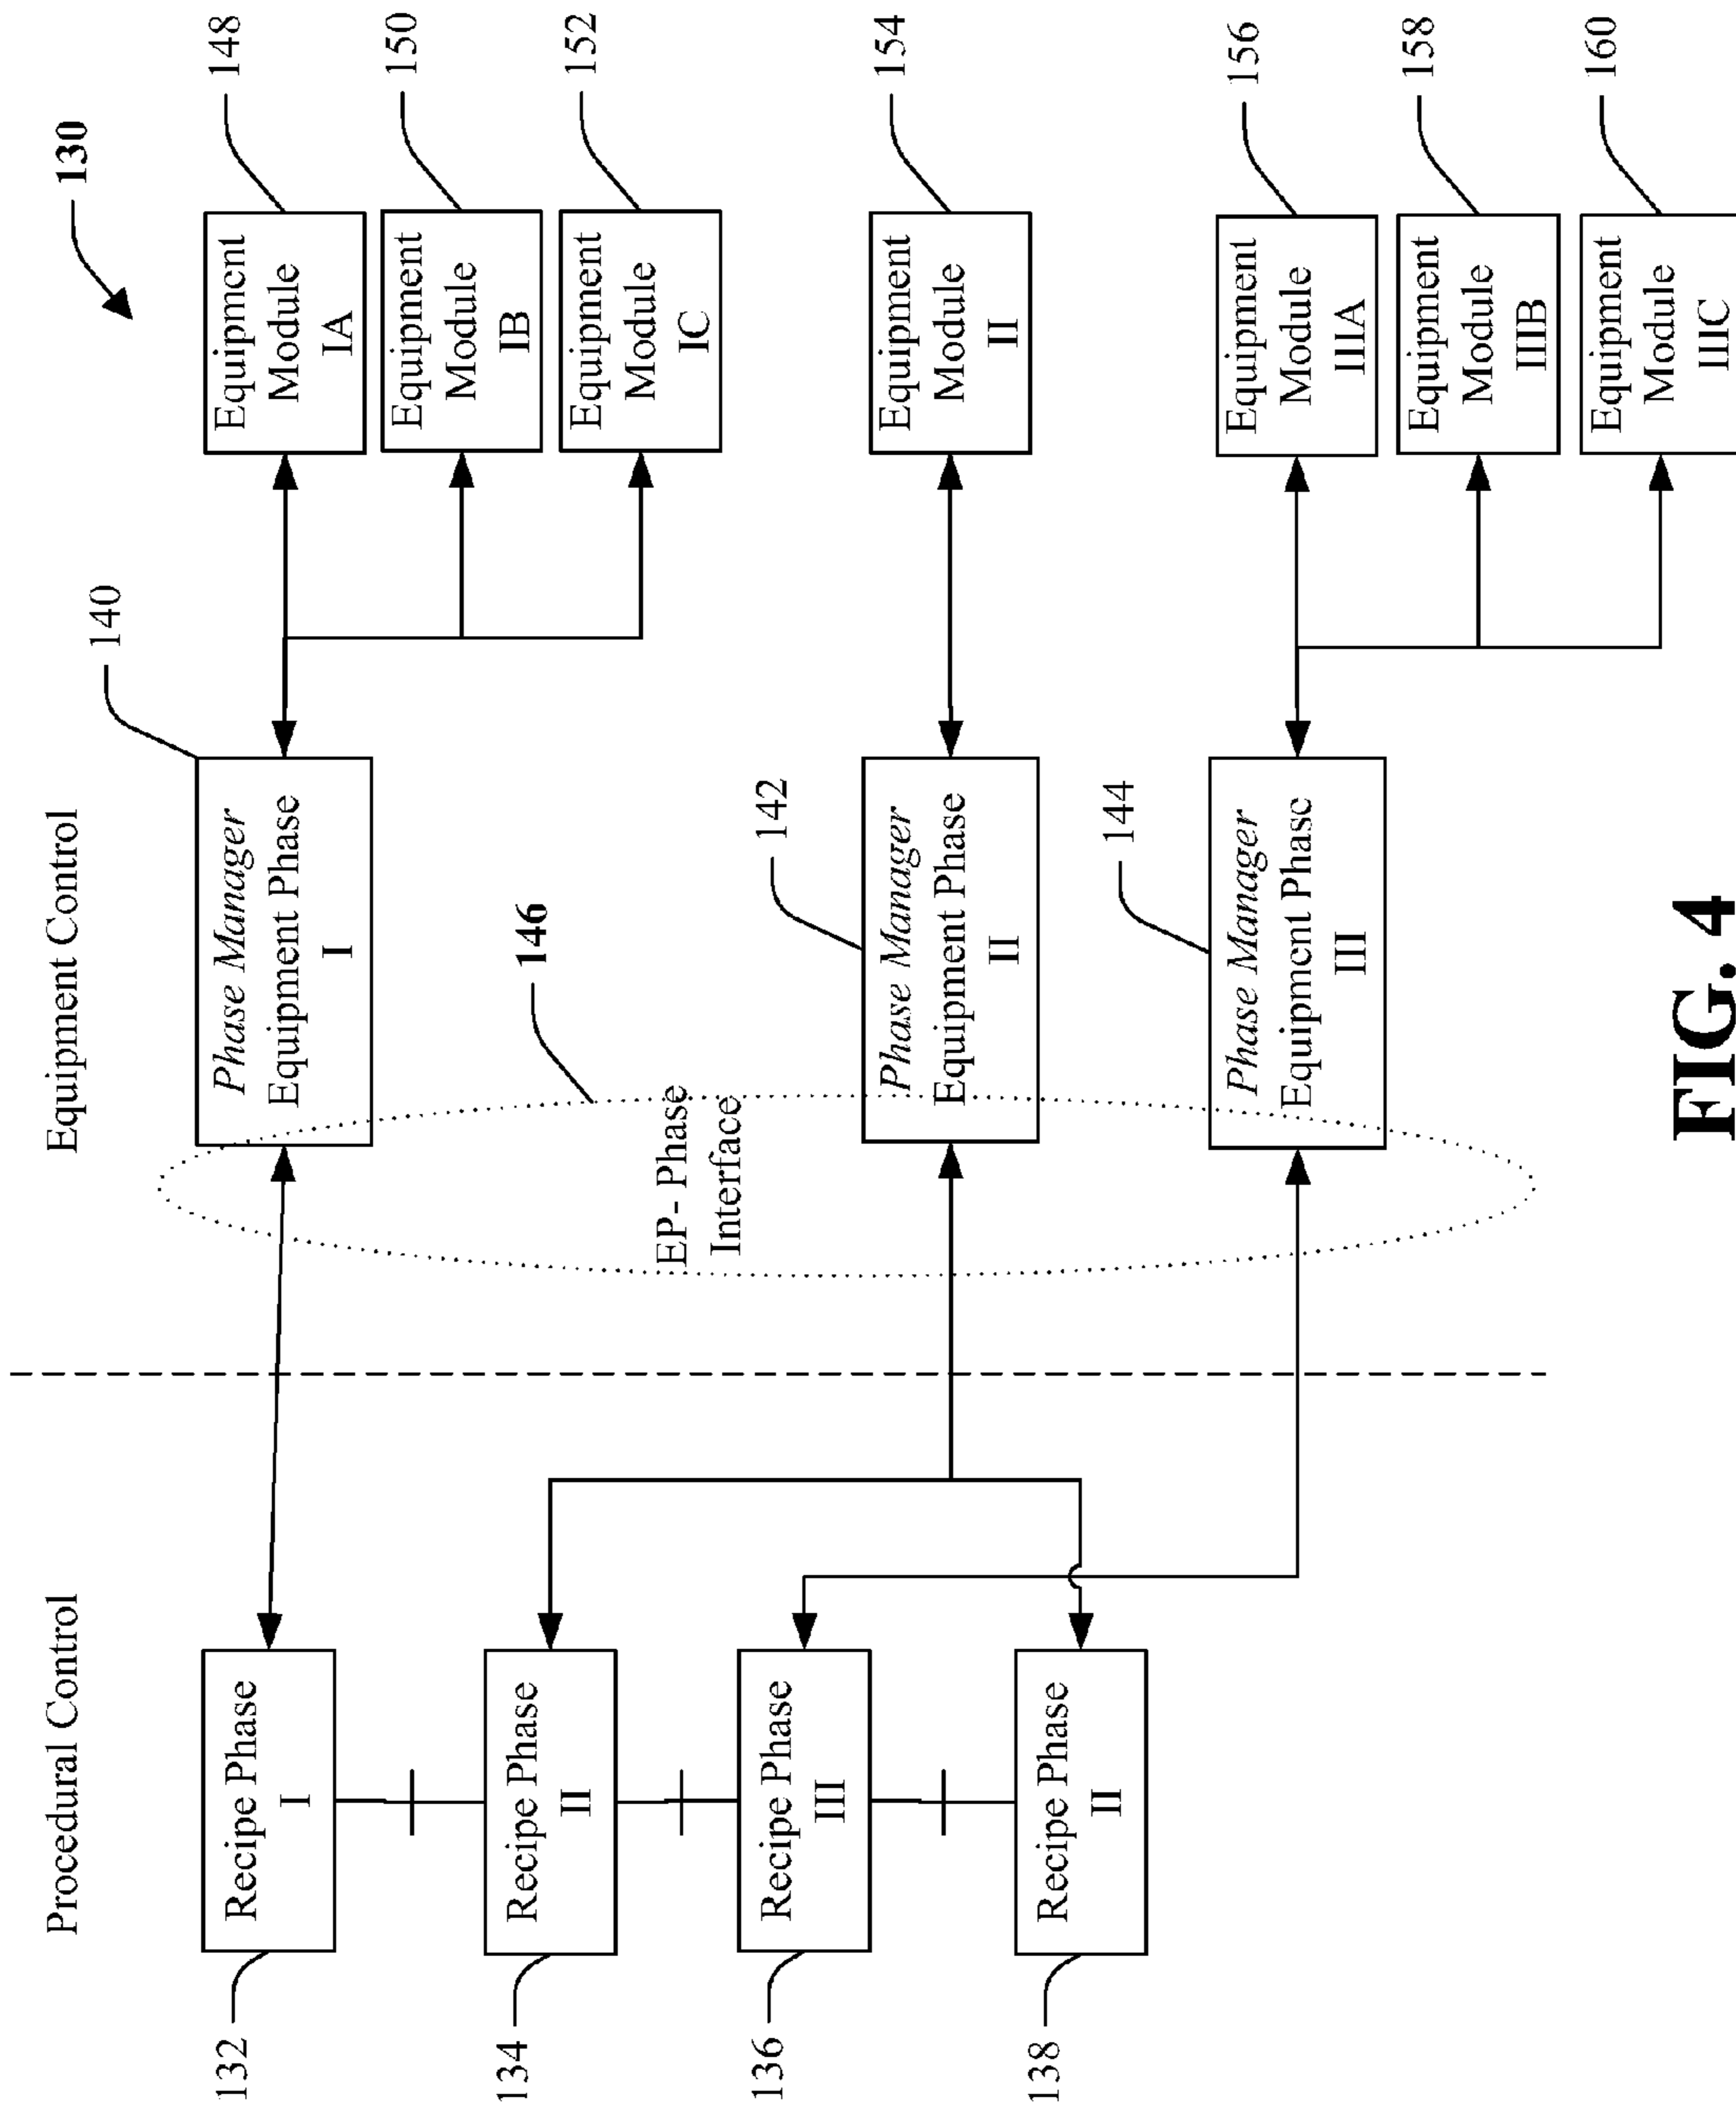 130
Procedural Control
Equipment Control
132
Recipe Phase
I
134
Recipe Phase
II
136
Recipe Phase
III
138
Recipe Phase
II
146
EP- Phase
Interface
140
Phase Manager
Equipment Phase
I
142
Phase Manager
Equipment Phase
II
144
Phase Manager
Equipment Phase
III
148
Equipment
Module
IA
150
Equipment
Module
IB
152
Equipment
Module
IC
154
Equipment
Module
II
156
Equipment
Module
IIIA
158
Equipment
Module
IIIB
160
Equipment
Module
IIIC
FIG. 4